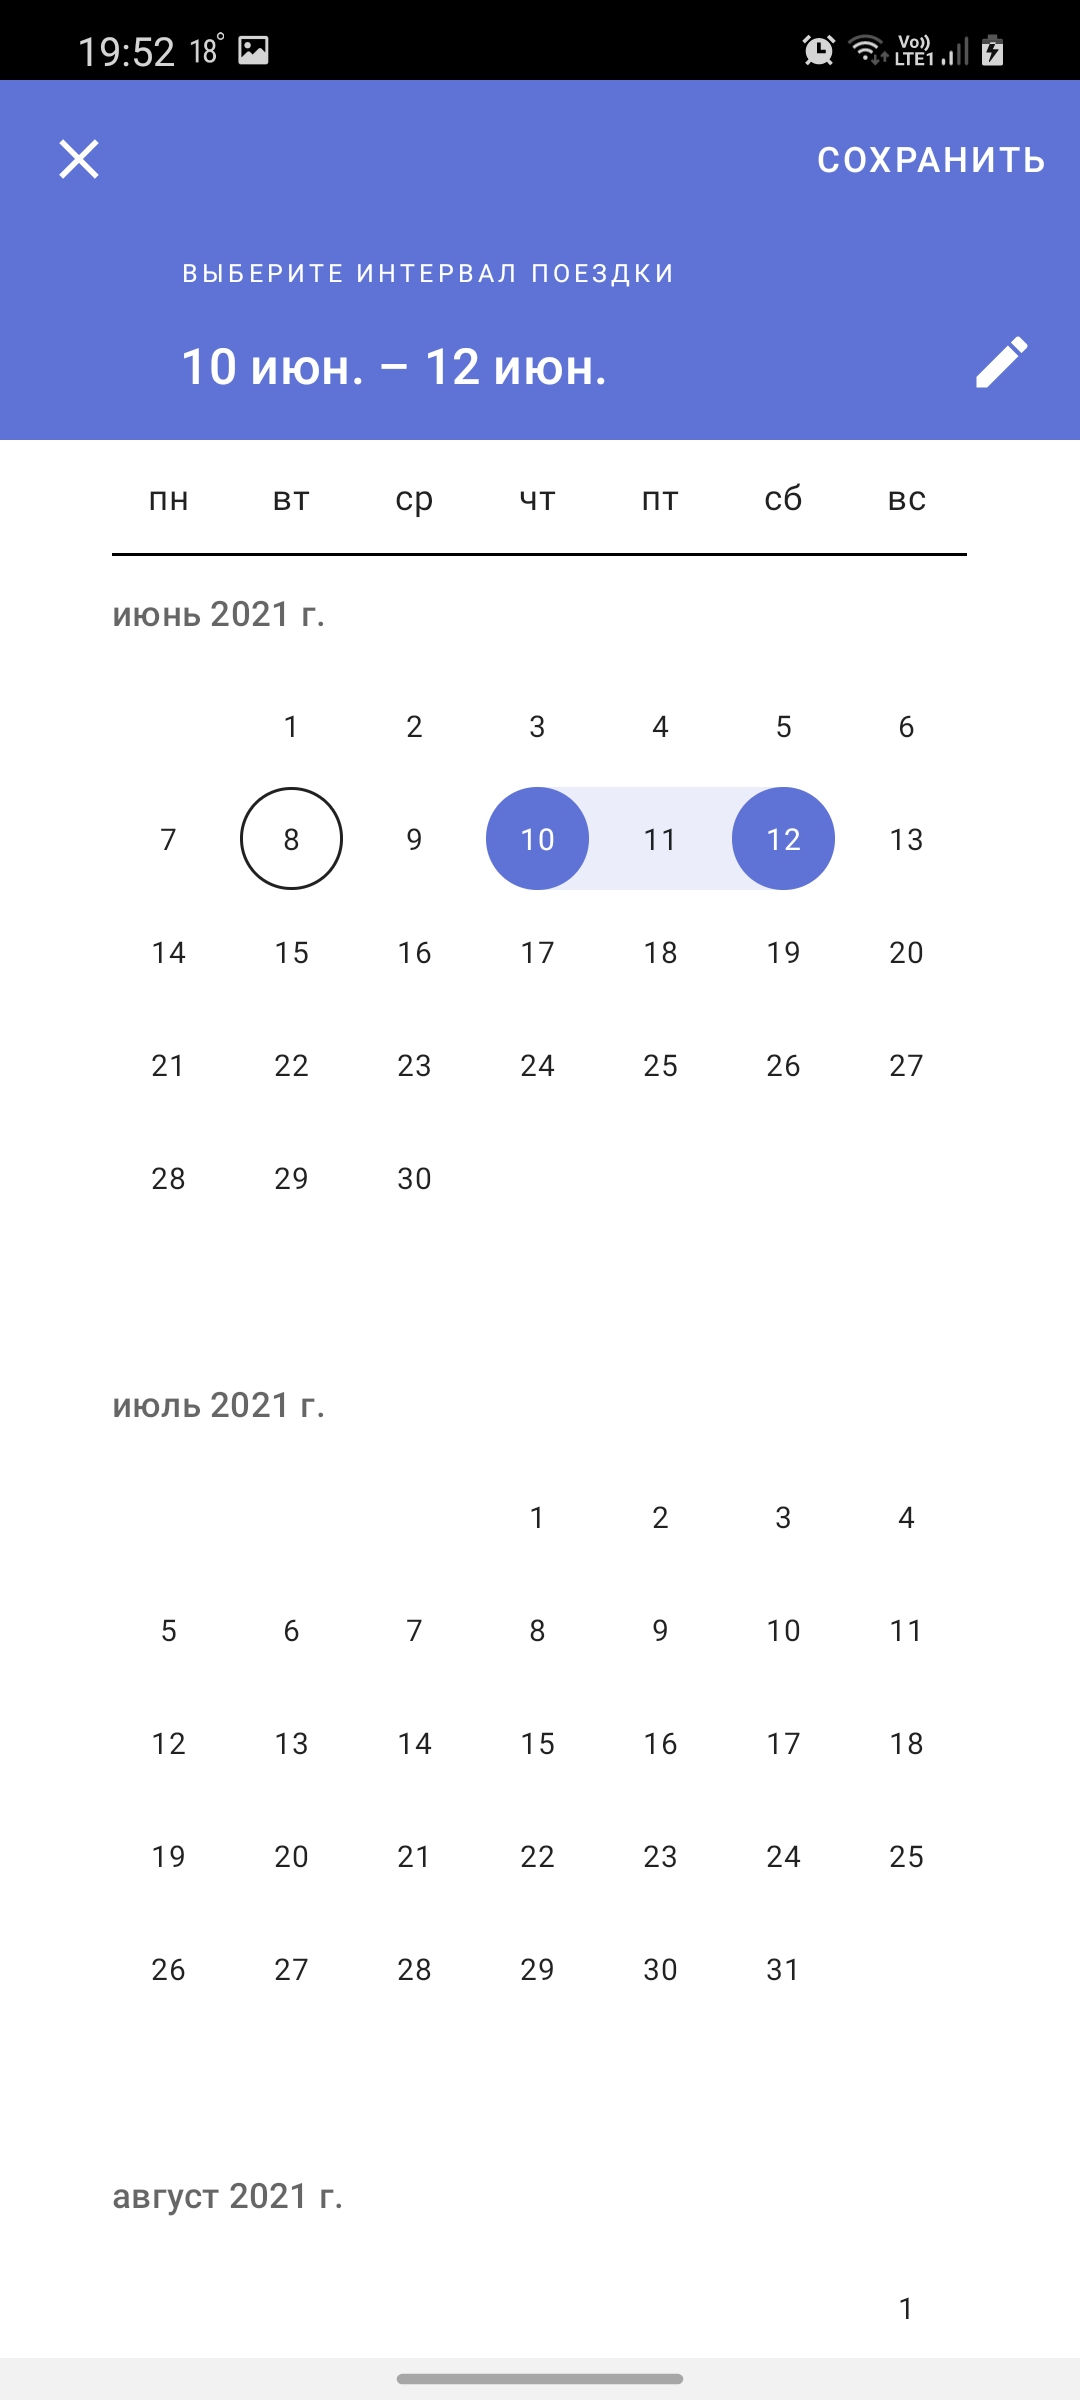 19:52 18° Vo)) LTE1
СОХРАНИТЬ
ВЫБЕРИТЕ ИНТЕРВАЛ ПОЕЗДКИ
10 июн. – 12 июн.
пн вт ср чт пт сб вс
июнь 2021 г.
1 2 3 4 5 6
7 8 9 10 11 12 13
14 15 16 17 18 19 20
21 22 23 24 25 26 27
28 29 30
июль 2021 г.
1 2 3 4
5 6 7 8 9 10 11
12 13 14 15 16 17 18
19 20 21 22 23 24 25
26 27 28 29 30 31
август 2021 г.
1